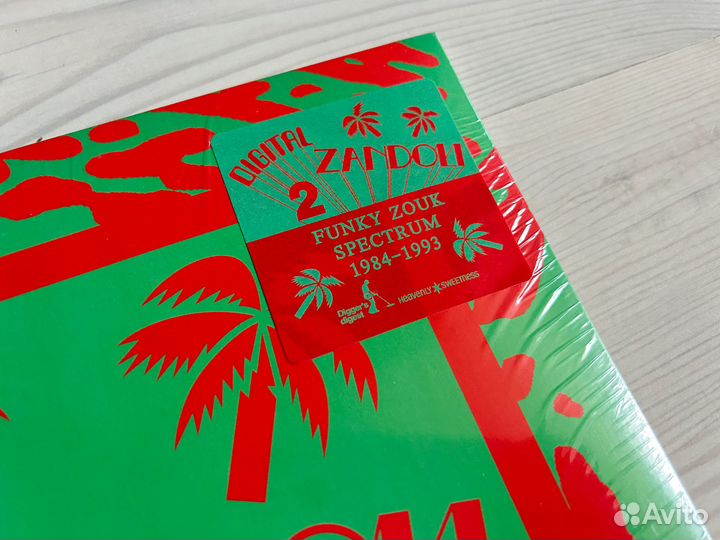 DIGITAL
ZANDOLI
2
FUNKY ZOUK
SPECTRUM
1984-1993
Digger's
digest
HEAVENLY SWEETNESS
Avito